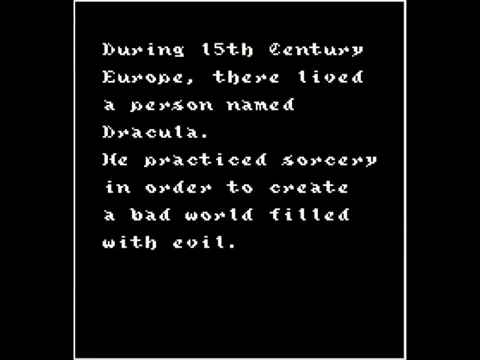 During 15th Century
Europe, there lived
a person named
Dracula.
He practiced sorcery
in order to create
a bad world filled
with evil.